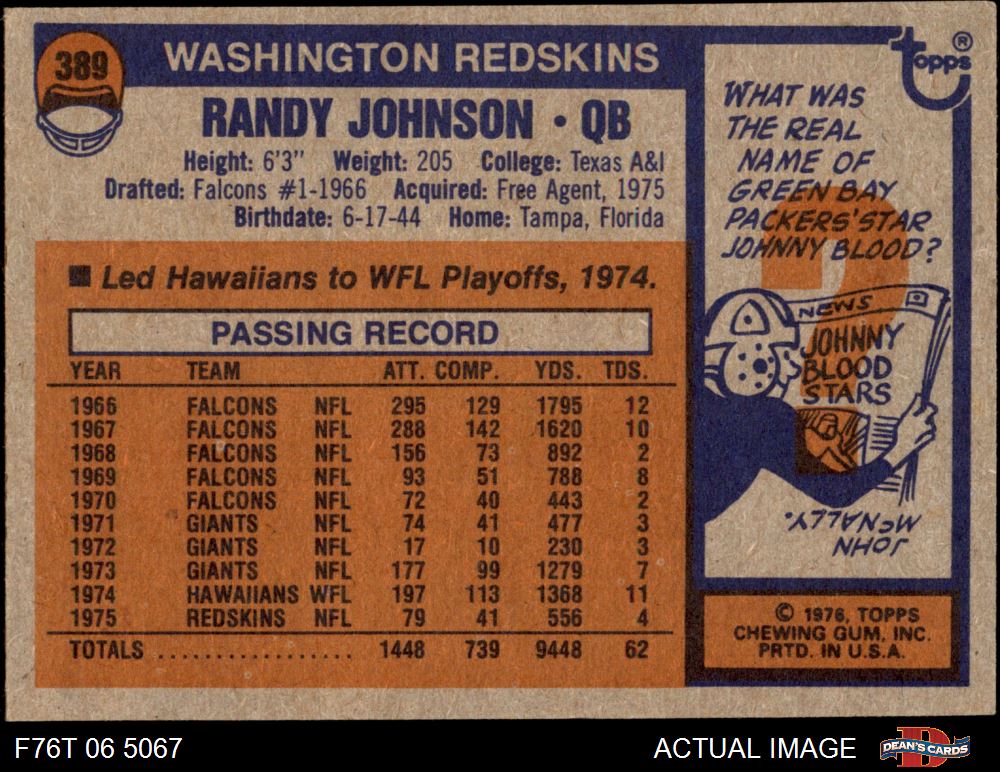 389
WASHINGTON REDSKINS
RANDY JOHNSON • QB
Height: 6'3" Weight: 205 College: Texas A&I
Drafted: Falcons #1-1966 Acquired: Free Agent, 1975
Birthdate: 6-17-44 Home: Tampa, Florida
■ Led Hawaiians to WFL Playoffs, 1974.
PASSING RECORD
YEAR TEAM ATT. COMP. YDS. TDS.
1966 FALCONS NFL 295 129 1795 12
1967 FALCONS NFL 288 142 1620 10
1968 FALCONS NFL 156 73 892 2
1969 FALCONS NFL 93 51 788 8
1970 FALCONS NFL 72 40 443 2
1971 GIANTS NFL 74 41 477 3
1972 GIANTS NFL 17 10 230 3
1973 GIANTS NFL 177 99 1279 7
1974 HAWAIIANS WFL 197 113 1368 11
1975 REDSKINS NFL 79 41 556 4
TOTALS .................. 1448 739 9448 62
topps®
WHAT WAS
THE REAL
NAME OF
GREEN BAY
PACKERS' STAR
JOHNNY BLOOD?
?
NEWS
JOHNNY
BLOOD
STARS
JOHN
McNALLY.
© 1976, TOPPS
CHEWING GUM, INC.
PRTD. IN U.S.A.
F76T 06 5067
ACTUAL IMAGE
DEAN'S CARDS